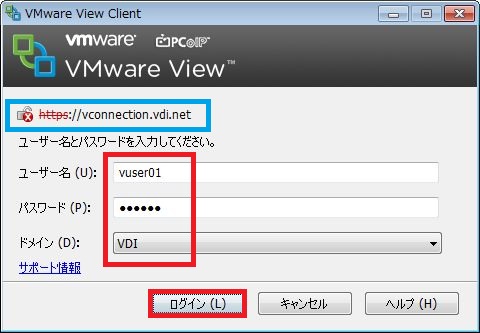 VMware View Client
vmware PCoIP
VMware View™
https://vconnection.vdi.net
ユーザー名とパスワードを入力してください。
ユーザー名 (U): vuser01
パスワード (P): ●●●●●●
ドメイン (D): VDI
サポート情報
ログイン (L) キャンセル ヘルプ (H)